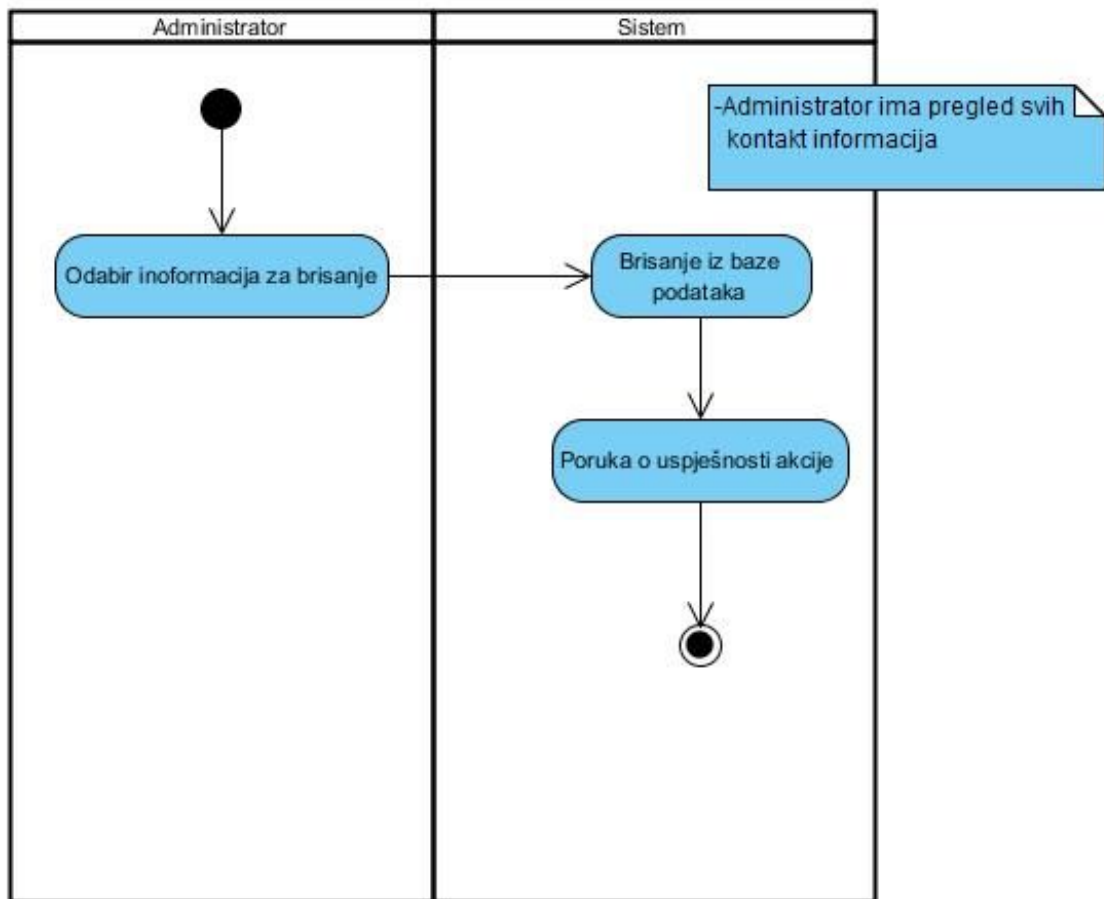 Administrator
Sistem
-Administrator ima pregled svih
kontakt informacija
Odabir inoformacija za brisanje
Brisanje iz baze
podataka
Poruka o uspješnosti akcije